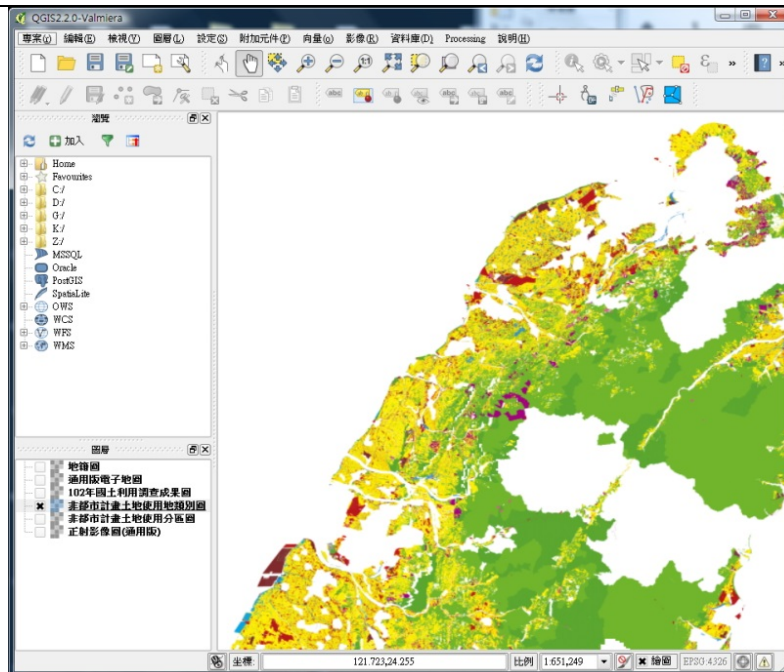 QGIS2.2.0-Valmiera
專案(j) 編輯(E) 檢視(V) 圖層(L) 設定(S) 附加元件(P) 向量(o) 影像(R) 資料庫(D) Processing 說明(H)
瀏覽
加入
Home
Favourites
C:/
D:/
G:/
K:/
Z:/
MSSQL
Oracle
PostGIS
SpatiaLite
OWS
WCS
WFS
WMS
圖層
地籍圖
通用版電子地圖
102年國土利用調查成果圖
非都市計畫土地使用地類別圖
非都市計畫土地使用分區圖
正射影像圖(通用版)
坐標: 121.723,24.255 比例 1:651,249 繪圖 EPSG:4326